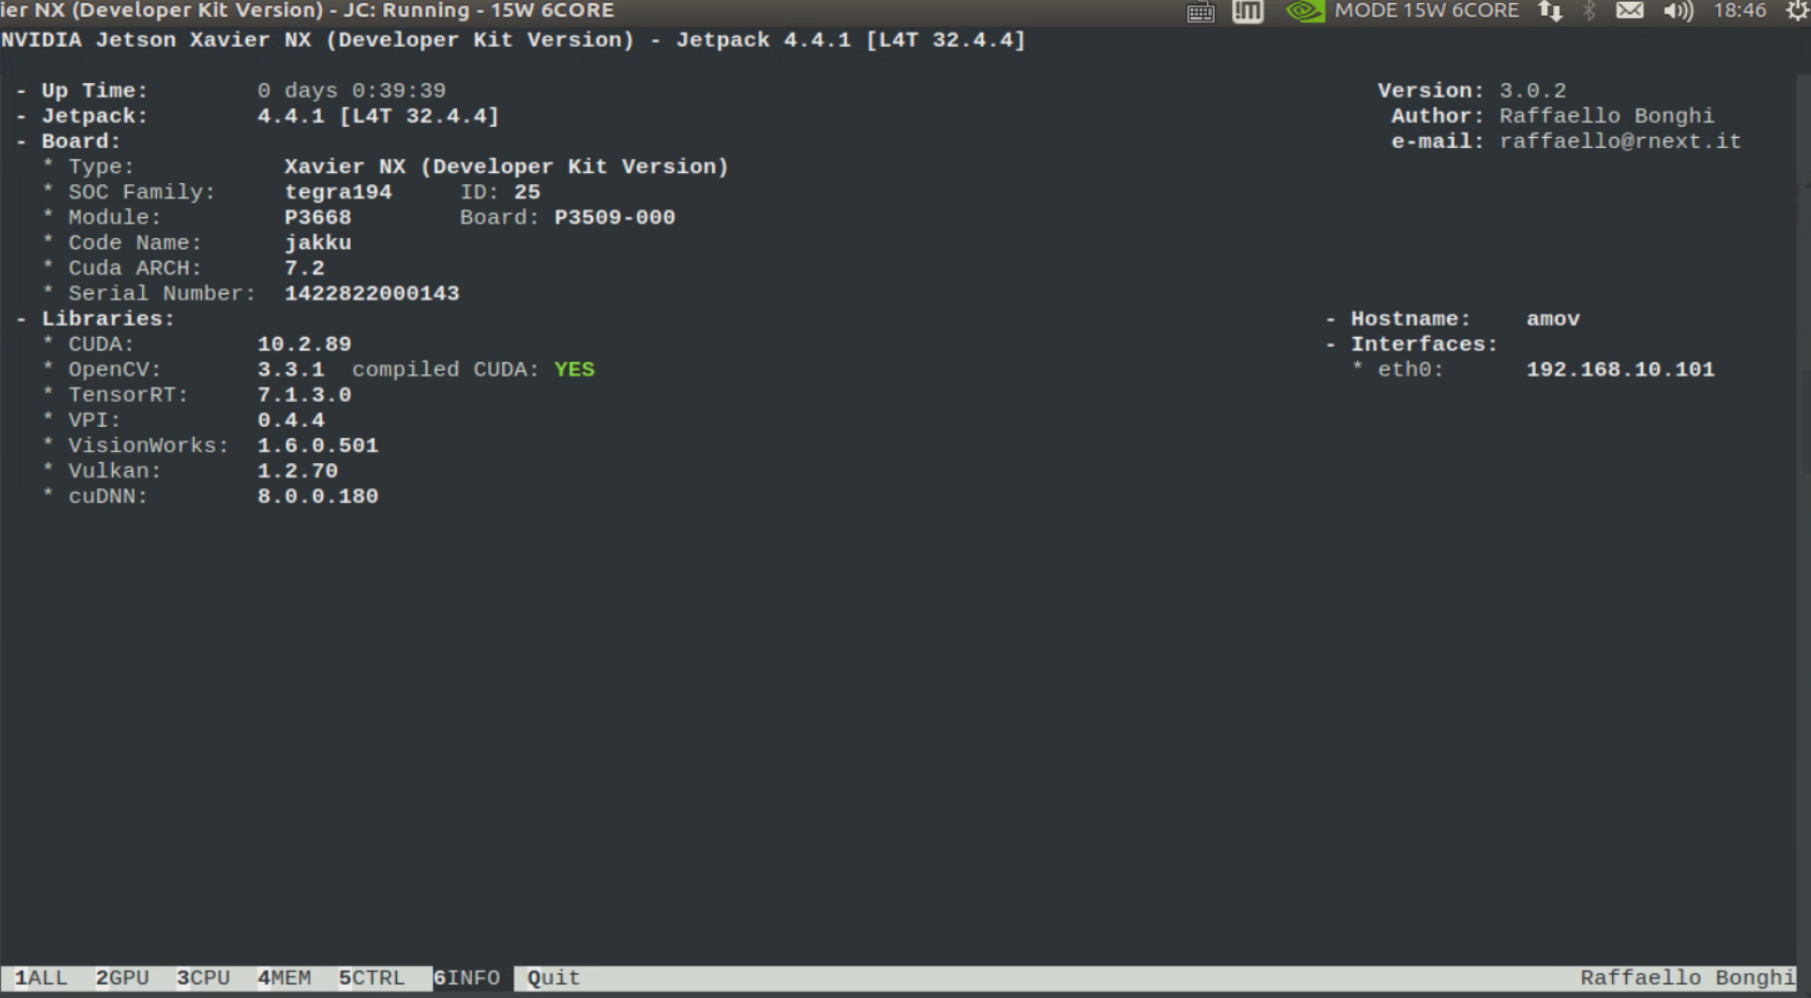 ier NX (Developer Kit Version) - JC: Running - 15W 6CORE MODE 15W 6CORE 18:46
NVIDIA Jetson Xavier NX (Developer Kit Version) - Jetpack 4.4.1 [L4T 32.4.4]
- Up Time: 0 days 0:39:39 Version: 3.0.2
- Jetpack: 4.4.1 [L4T 32.4.4] Author: Raffaello Bonghi
- Board: e-mail: raffaello@rnext.it
* Type: Xavier NX (Developer Kit Version)
* SOC Family: tegra194 ID: 25
* Module: P3668 Board: P3509-000
* Code Name: jakku
* Cuda ARCH: 7.2
* Serial Number: 1422822000143
- Libraries: - Hostname: amov
* CUDA: 10.2.89 - Interfaces:
* OpenCV: 3.3.1 compiled CUDA: YES * eth0: 192.168.10.101
* TensorRT: 7.1.3.0
* VPI: 0.4.4
* VisionWorks: 1.6.0.501
* Vulkan: 1.2.70
* cuDNN: 8.0.0.180
1ALL 2GPU 3CPU 4MEM 5CTRL 6INFO Quit Raffaello Bonghi